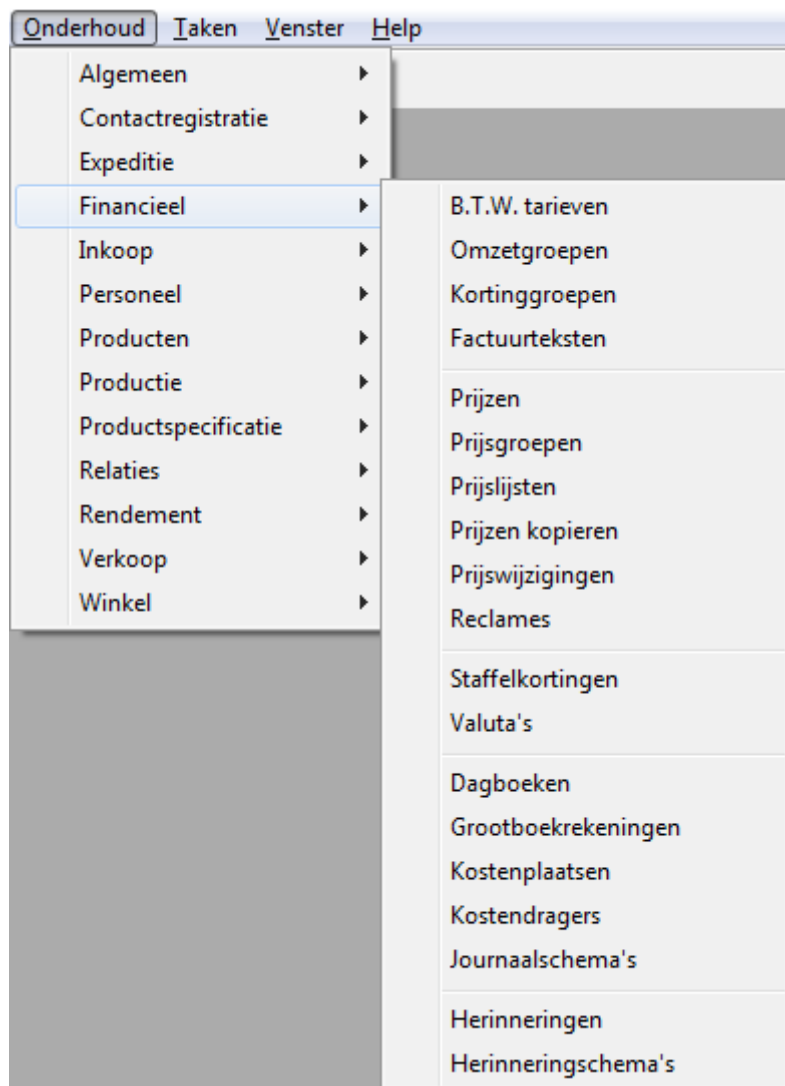 Onderhoud Taken Venster Help
Algemeen
Contactregistratie
Expeditie
Financieel
Inkoop
Personeel
Producten
Productie
Productspecificatie
Relaties
Rendement
Verkoop
Winkel
B.T.W. tarieven
Omzetgroepen
Kortinggroepen
Factuurteksten
Prijzen
Prijsgroepen
Prijslijsten
Prijzen kopieren
Prijswijzigingen
Reclames
Staffelkortingen
Valuta's
Dagboeken
Grootboekrekeningen
Kostenplaatsen
Kostendragers
Journaalschema's
Herinneringen
Herinneringschema's